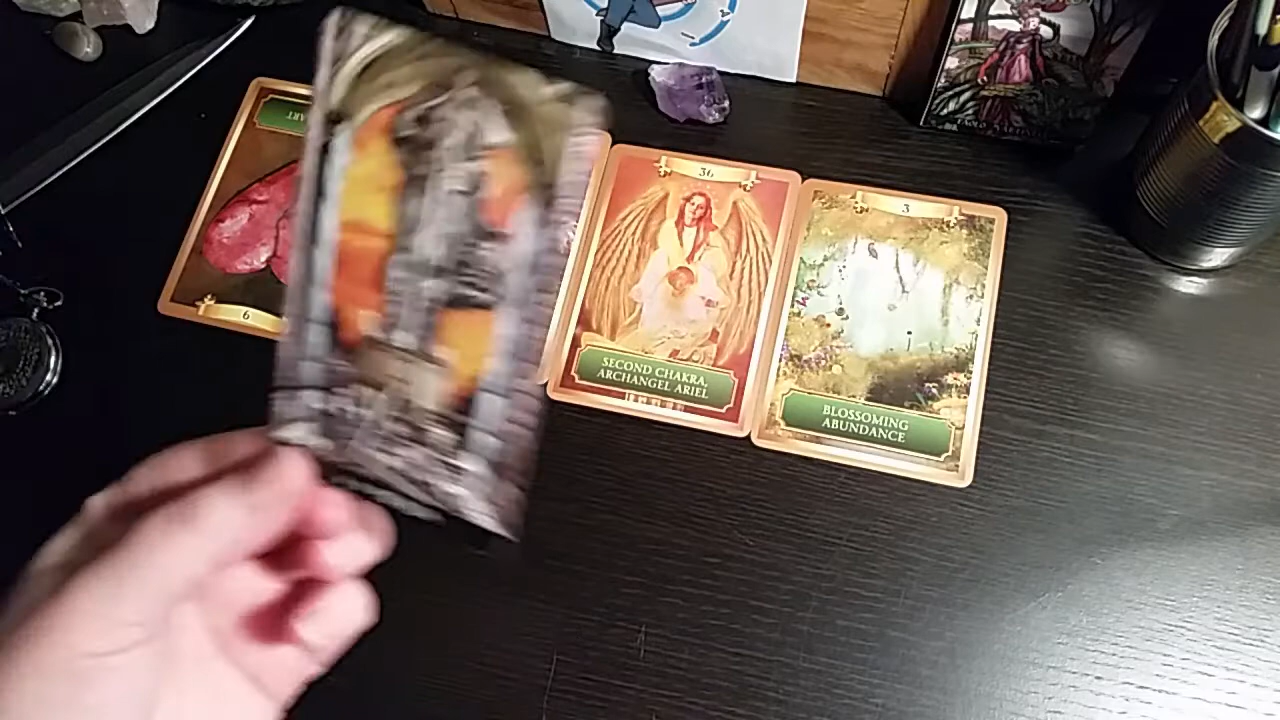 36
SECOND CHAKRA,
ARCHANGEL ARIEL
3
BLOSSOMING
ABUNDANCE
6